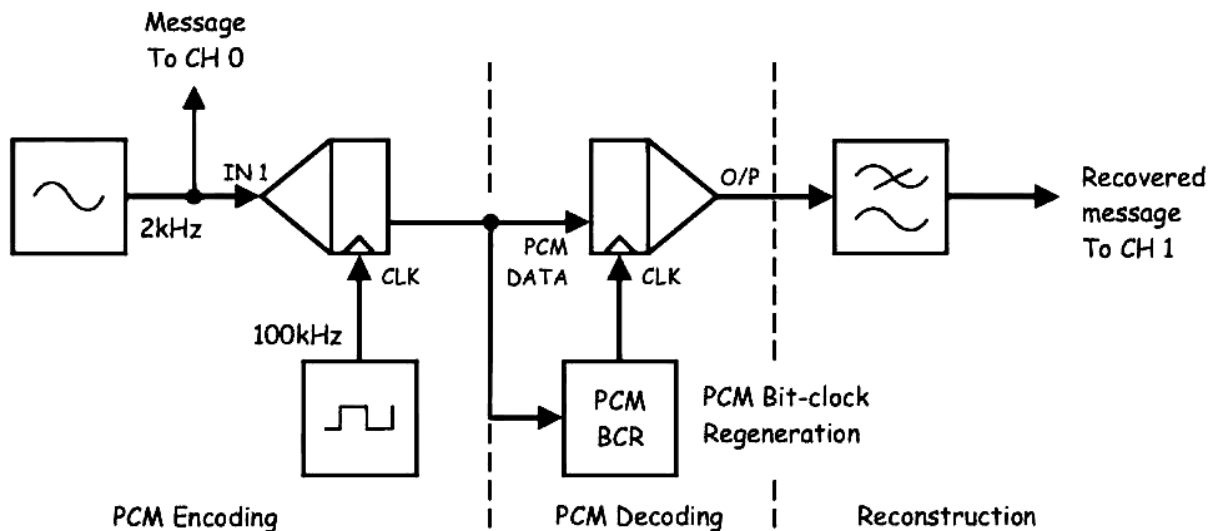 Message
To CH 0
IN 1
2kHz
CLK
100kHz
PCM
DATA
O/P
CLK
PCM
BCR
PCM Bit-clock
Regeneration
Recovered
message
To CH 1
PCM Encoding
PCM Decoding
Reconstruction